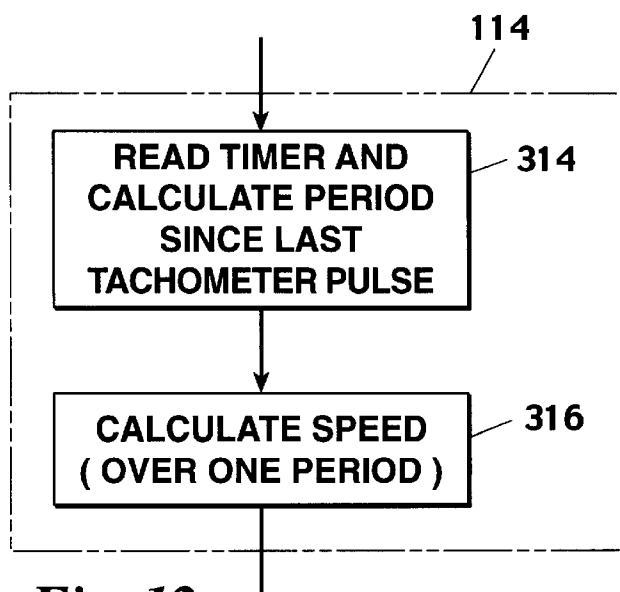 114
READ TIMER AND
CALCULATE PERIOD
SINCE LAST
TACHOMETER PULSE
314
CALCULATE SPEED
( OVER ONE PERIOD )
316